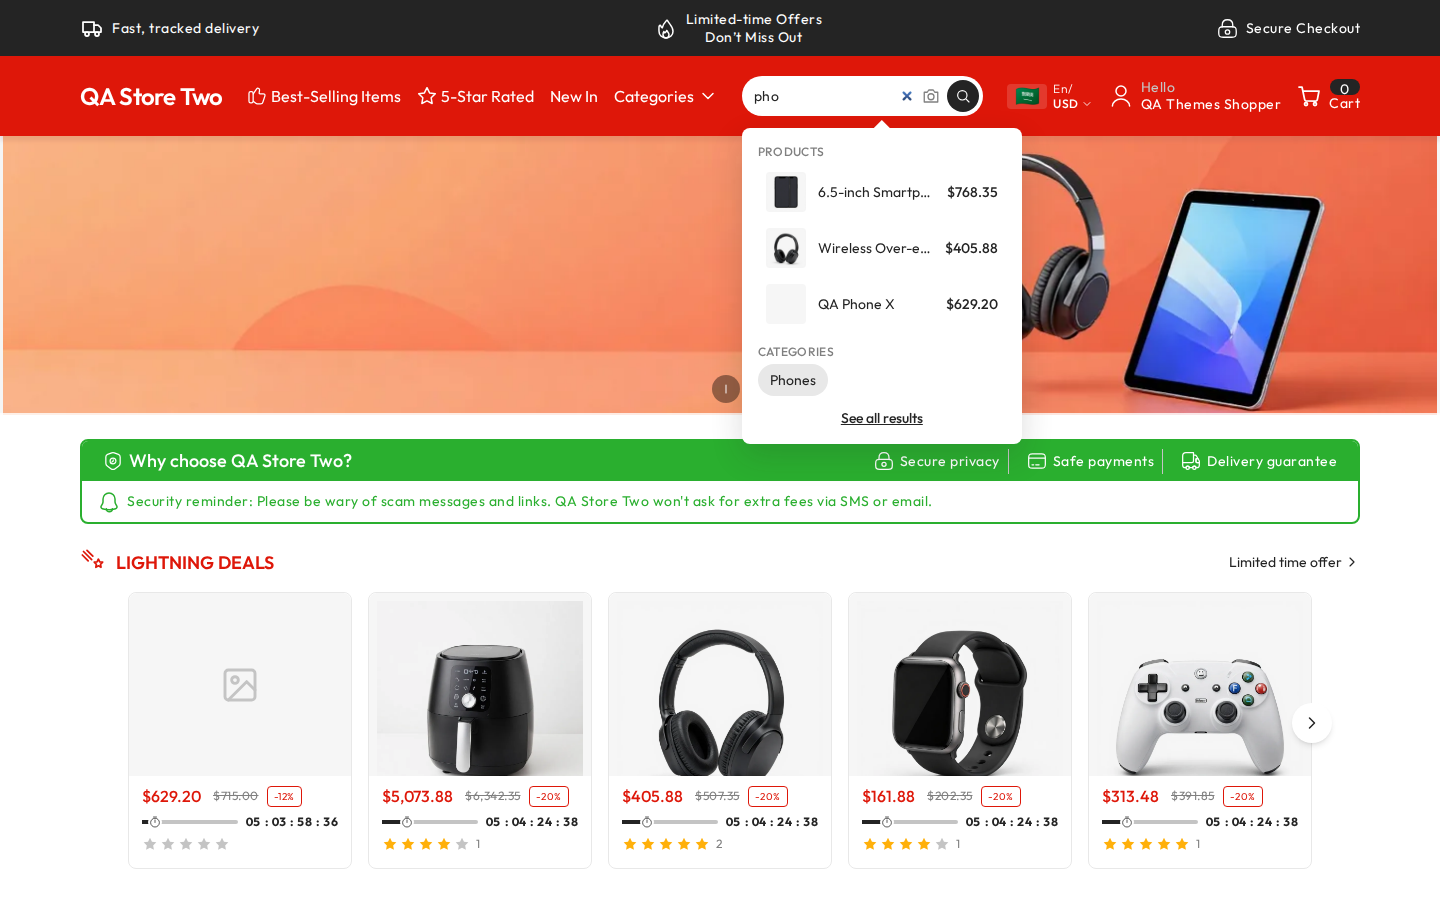 Fast, tracked delivery
Limited-time Offers
Don't Miss Out
Secure Checkout
QA Store Two
Best-Selling Items
5-Star Rated
New In
Categories
pho
En/
USD
Hello
QA Themes Shopper
0
Cart
PRODUCTS
6.5-inch Smartp... $768.35
Wireless Over-e... $405.88
QA Phone X $629.20
CATEGORIES
Phones
See all results
Why choose QA Store Two?
Secure privacy
Safe payments
Delivery guarantee
Security reminder: Please be wary of scam messages and links. QA Store Two won't ask for extra fees via SMS or email.
LIGHTNING DEALS
Limited time offer
$629.20 $715.00 -12%
05 : 03 : 58 : 36
$5,073.88 $6,342.35 -20%
05 : 04 : 24 : 38
1
$405.88 $507.35 -20%
05 : 04 : 24 : 38
2
$161.88 $202.35 -20%
05 : 04 : 24 : 38
1
$313.48 $391.85 -20%
05 : 04 : 24 : 38
1